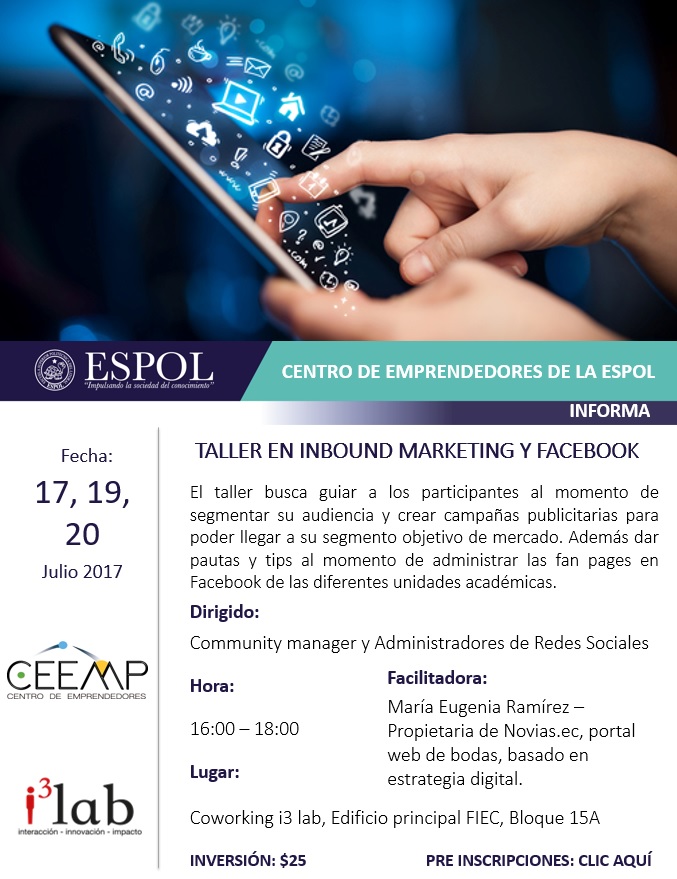 www
.com
ESPOL
"Impulsando la sociedad del conocimiento"
CENTRO DE EMPRENDEDORES DE LA ESPOL
INFORMA
Fecha:
17, 19,
20
Julio 2017
CEEMP
CENTRO DE EMPRENDEDORES
i³lab
interacción - innovación - impacto
TALLER EN INBOUND MARKETING Y FACEBOOK
El taller busca guiar a los participantes al momento de
segmentar su audiencia y crear campañas publicitarias para
poder llegar a su segmento objetivo de mercado. Además dar
pautas y tips al momento de administrar las fan pages en
Facebook de las diferentes unidades académicas.
Dirigido:
Community manager y Administradores de Redes Sociales
Hora:
16:00 – 18:00
Facilitadora:
María Eugenia Ramírez –
Propietaria de Novias.ec, portal
web de bodas, basado en
estrategia digital.
Lugar:
Coworking i3 lab, Edificio principal FIEC, Bloque 15A
INVERSIÓN: $25
PRE INSCRIPCIONES: CLIC AQUÍ